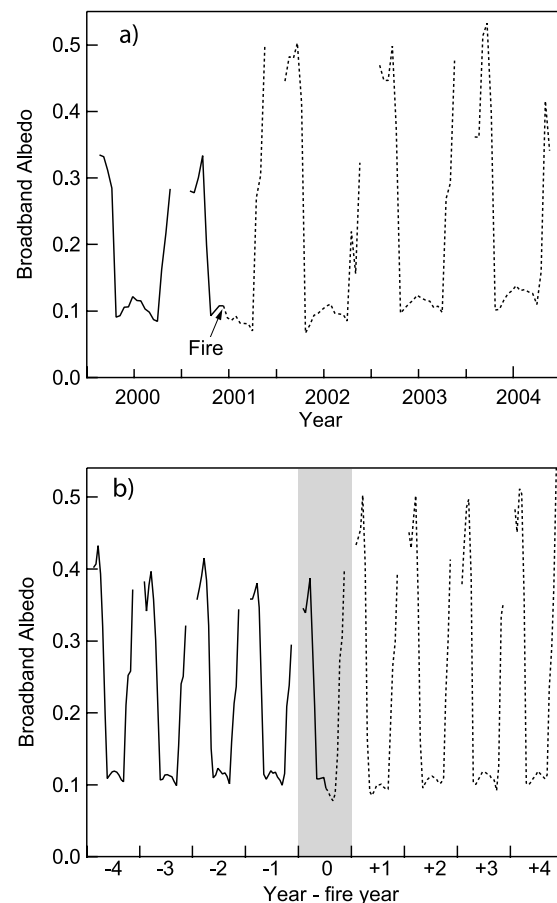 a)
Broadband Albedo
0.5
0.4
0.3
0.2
0.1
0.0
Fire
2000 2001 2002 2003 2004
Year
b)
Broadband Albedo
0.5
0.4
0.3
0.2
0.1
0.0
-4 -3 -2 -1 0 +1 +2 +3 +4
Year - fire year